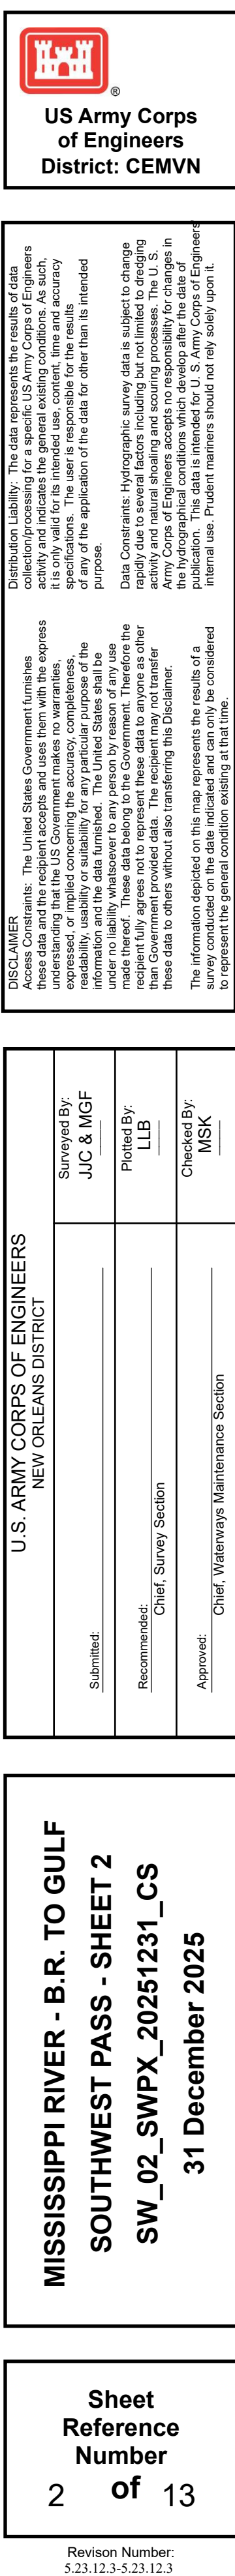 ®
US Army Corps
of Engineers
District: CEMVN
DISCLAIMER
Access Constraints: The United States Government furnishes
these data and the recipient accepts and uses them with the express
understanding that the US Government makes no warranties,
expressed, or implied concerning the accuracy, completeness,
readability, usability or suitability for any particular purpose of the
information and the data furnished. The United States shall be
under no liability whatsoever to any person by reason of any use
made thereof. These data belong to the Government. Therefore the
recipient fully agrees not to represent these data to anyone as other
than Government provided data. The recipient may not transfer
these data to others without also transferring this Disclaimer.
The information depicted on this map represents the results of a
survey conducted on the date indicated and can only be considered
to represent the general condition existing at that time.
Distribution Liability: The data represents the results of data
collection/processing for a specific US Army Corps of Engineers
activity and indicates the general existing conditions. As such,
it is only valid for its intended use, content, time and accuracy
specifications. The user is responsible for the results
of any of the application of the data for other than its intended
purpose.
Data Constraints: Hydrographic survey data is subject to change
rapidly due to several factors including but not limited to dredging
activity and natural shoaling and scouring processes. The U. S.
Army Corps of Engineers accepts no responsibility for changes in
the hydrographic conditions which develop after the date of
publication. This data is intended for U. S. Army Corps of Engineers'
internal use. Prudent mariners should not rely solely upon it.
U.S. ARMY CORPS OF ENGINEERS
NEW ORLEANS DISTRICT
Submitted:
Surveyed By:
JJC & MGF
Recommended:
Chief, Survey Section
Plotted By:
LLB
Approved:
Chief, Waterways Maintenance Section
Checked By:
MSK
MISSISSIPPI RIVER - B.R. TO GULF
SOUTHWEST PASS - SHEET 2
SW_02_SWPX_20251231_CS
31 December 2025
Sheet
Reference
Number
2 of 13
Revison Number:
5.23.12.3-5.23.12.3